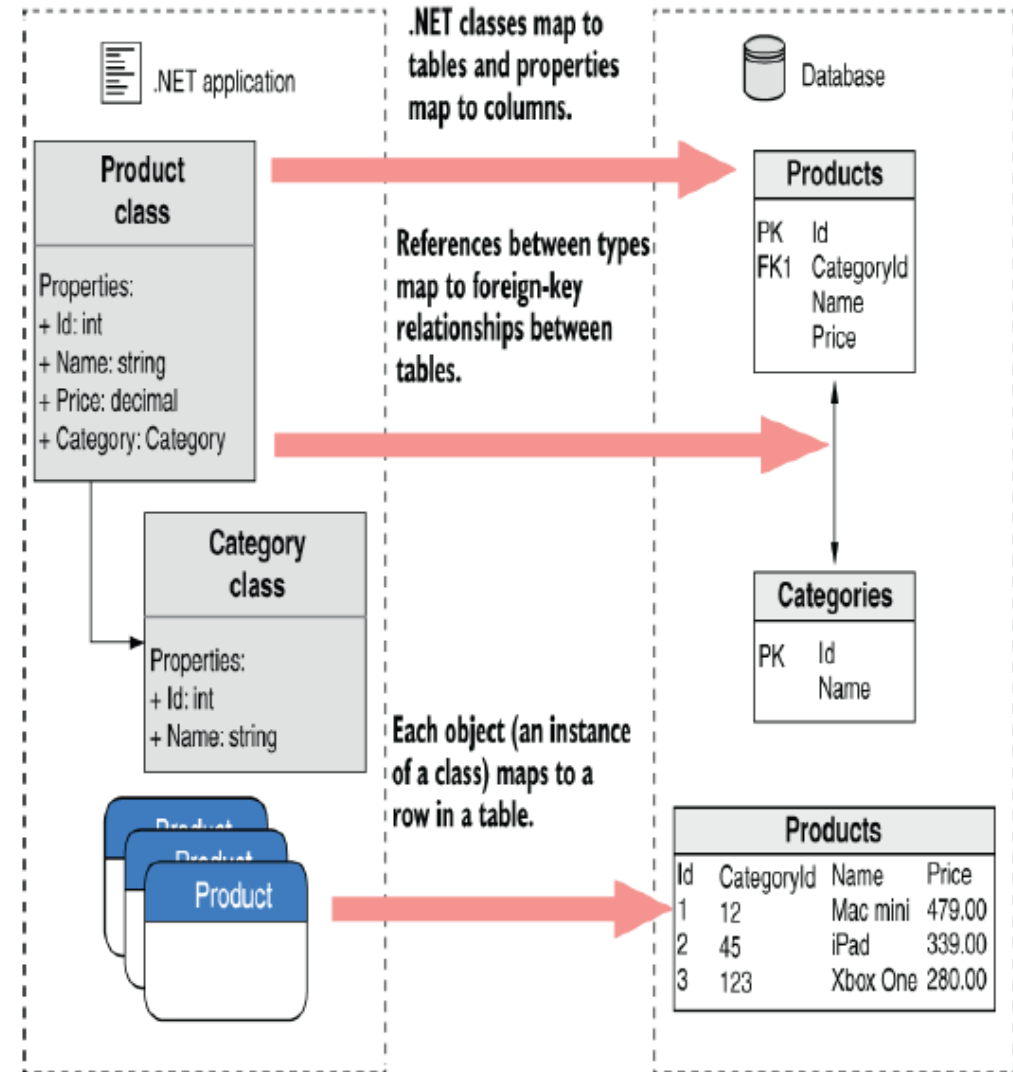 .NET application
.NET classes map to
tables and properties
map to columns.
Database
Product
class
Properties:
+ Id: int
+ Name: string
+ Price: decimal
+ Category: Category
References between types
map to foreign-key
relationships between
tables.
Products
PK Id
FK1 CategoryId
Name
Price
Category
class
Properties:
+ Id: int
+ Name: string
Categories
PK Id
Name
Each object (an instance
of a class) maps to a
row in a table.
Product
Product
Product
Products
Id CategoryId Name Price
1 12 Mac mini 479.00
2 45 iPad 339.00
3 123 Xbox One 280.00